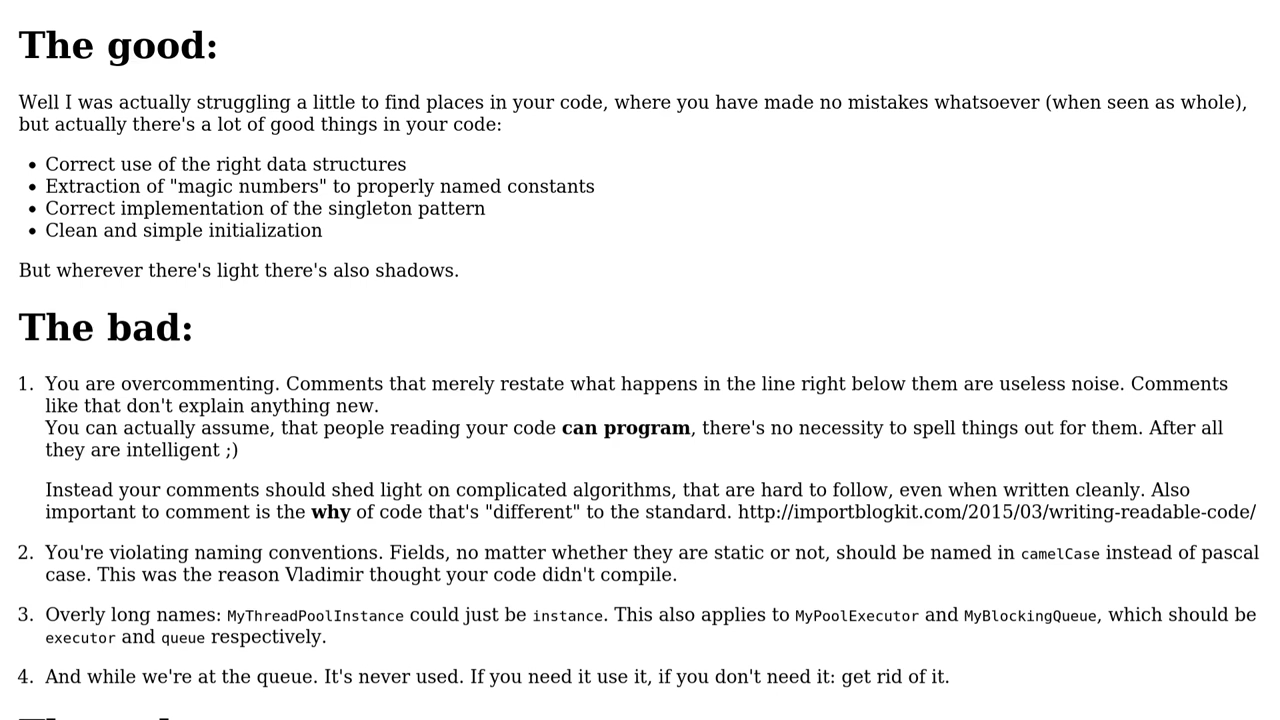 The good:
Well I was actually struggling a little to find places in your code, where you have made no mistakes whatsoever (when seen as whole),
but actually there's a lot of good things in your code:
• Correct use of the right data structures
• Extraction of "magic numbers" to properly named constants
• Correct implementation of the singleton pattern
• Clean and simple initialization
But wherever there's light there's also shadows.
The bad:
1. You are overcommenting. Comments that merely restate what happens in the line right below them are useless noise. Comments
like that don't explain anything new.
You can actually assume, that people reading your code can program, there's no necessity to spell things out for them. After all
they are intelligent ;)
Instead your comments should shed light on complicated algorithms, that are hard to follow, even when written cleanly. Also
important to comment is the why of code that's "different" to the standard. http://importblogkit.com/2015/03/writing-readable-code/
2. You're violating naming conventions. Fields, no matter whether they are static or not, should be named in camelCase instead of pascal
case. This was the reason Vladimir thought your code didn't compile.
3. Overly long names: MyThreadPoolInstance could just be instance. This also applies to MyPoolExecutor and MyBlockingQueue, which should be
executor and queue respectively.
4. And while we're at the queue. It's never used. If you need it use it, if you don't need it: get rid of it.